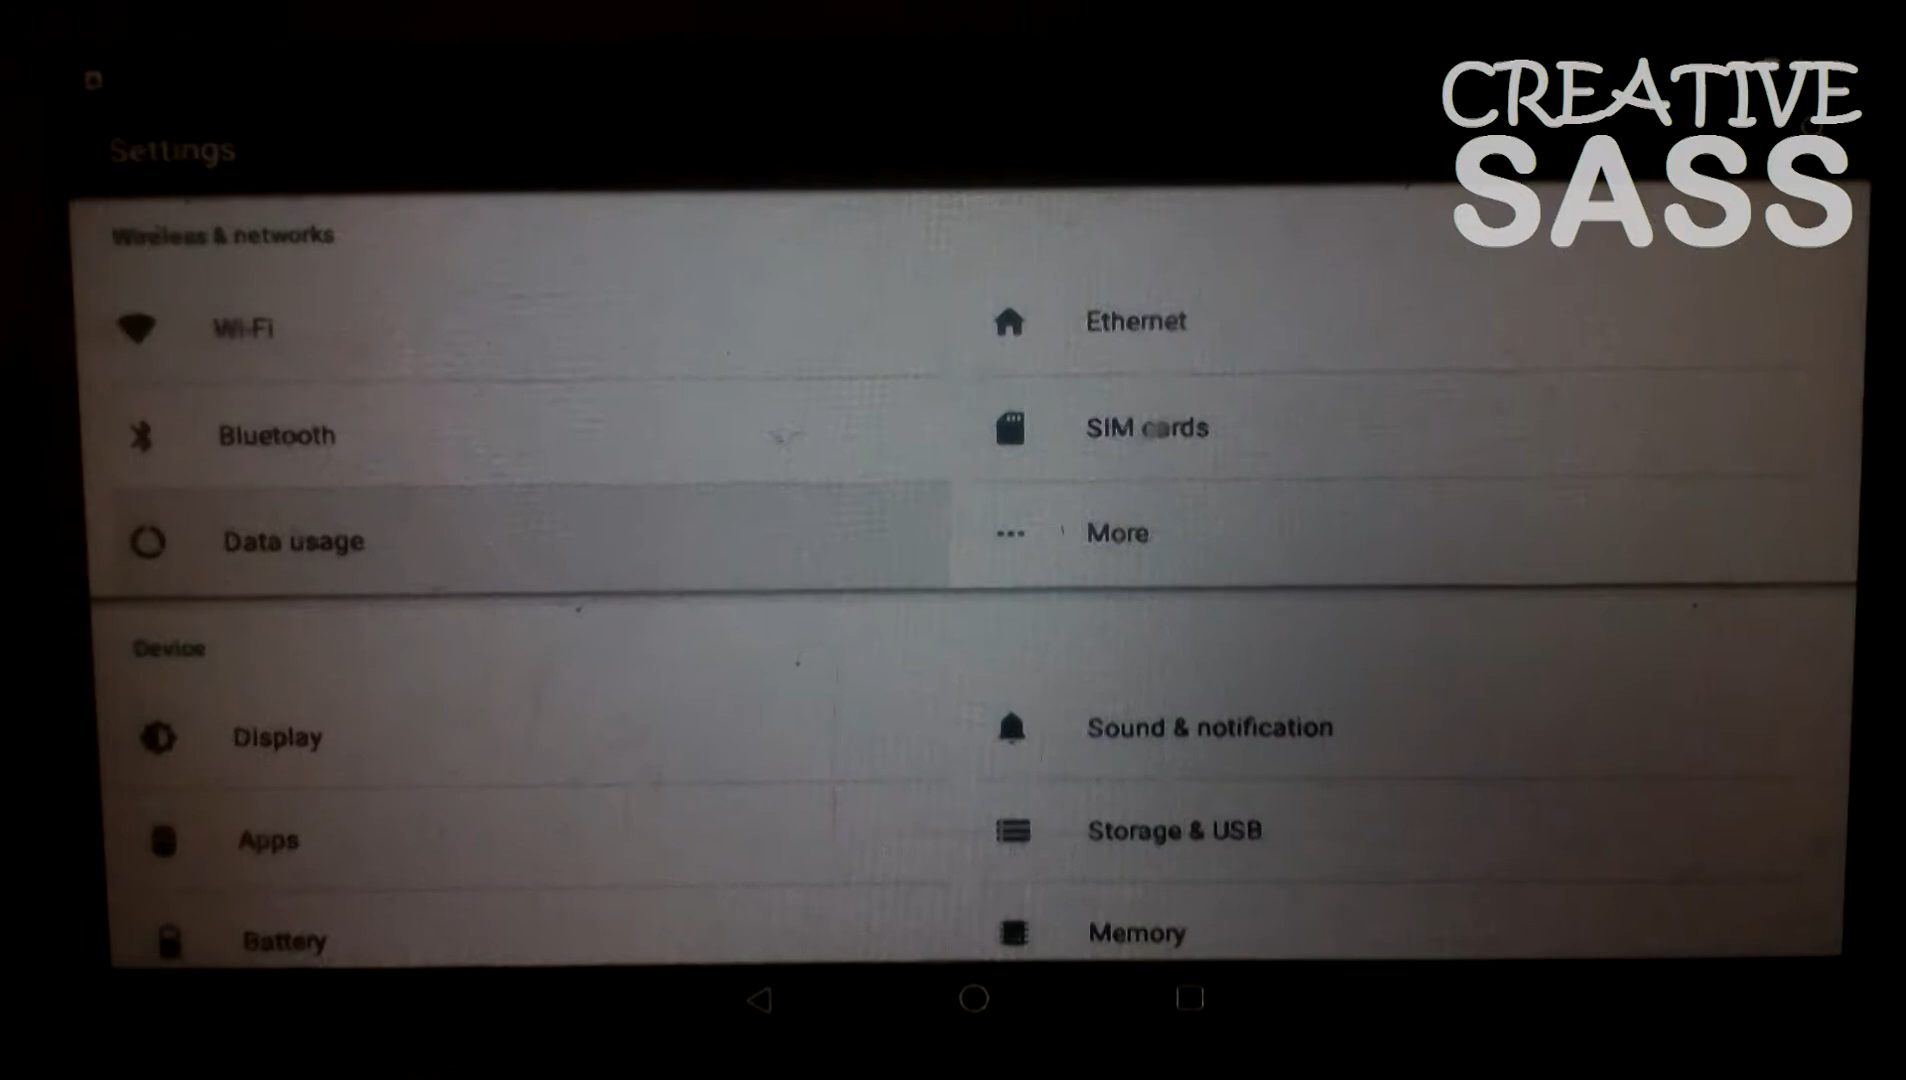 CREATIVE
SASS
Settings
Wireless & networks
Wi-Fi
Ethernet
Bluetooth
SIM cards
Data usage
More
Device
Display
Sound & notification
Apps
Storage & USB
Battery
Memory